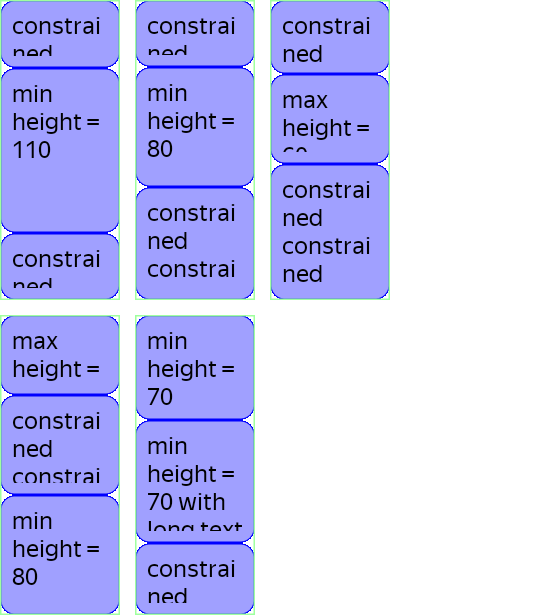 constrai
ned
min
height =
110
constrai
ned
constrai
ned
min
height =
80
constrai
ned
constrai
constrai
ned
max
height =
60
constrai
ned
constrai
ned
max
height =
constrai
ned
constrai
min
height =
80
min
height =
70
min
height =
70 with
long text
constrai
ned